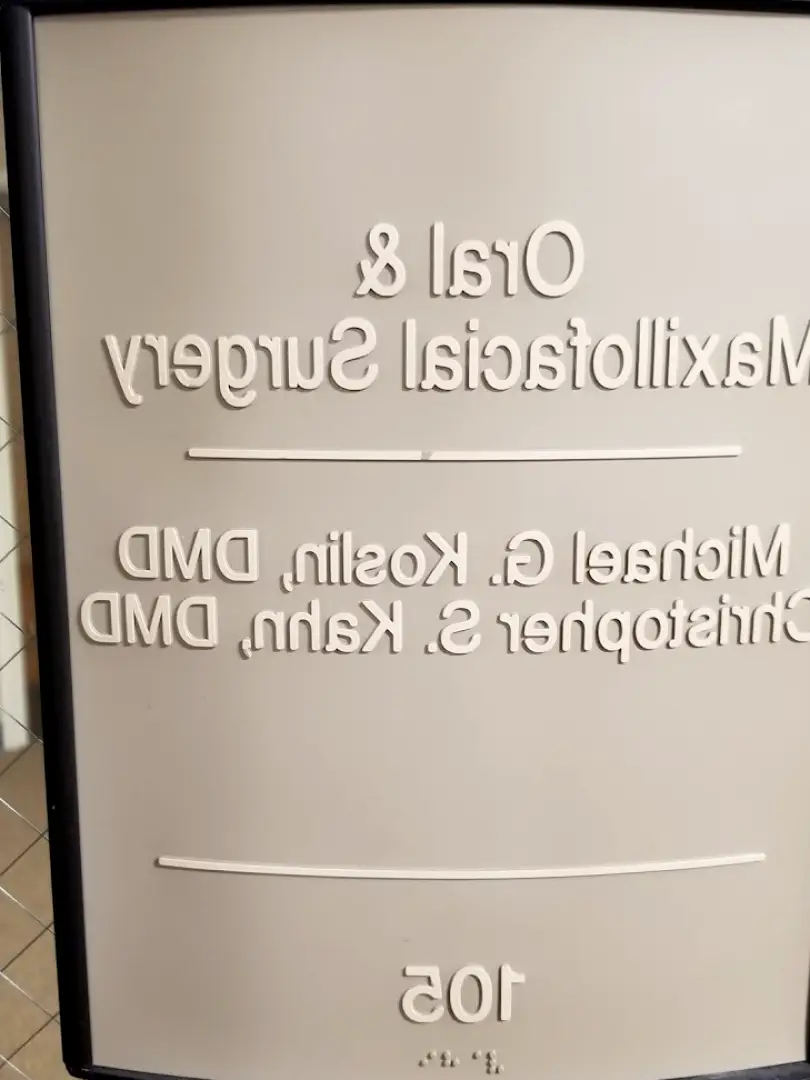 Oral &
Maxillofacial Surgery
Michael G. Koslin, DMD
Christopher S. Kahn, DMD
105